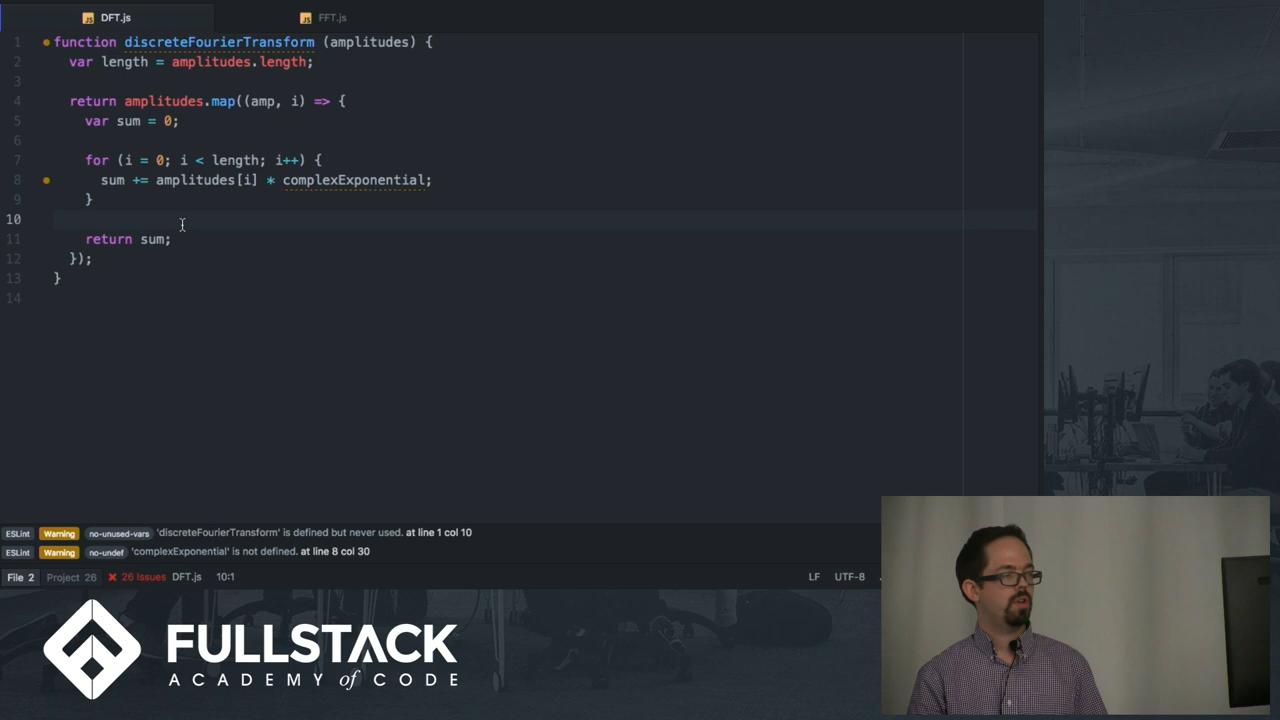 DFT.js
FFT.js
1 function discreteFourierTransform (amplitudes) {
2 var length = amplitudes.length;
3
4 return amplitudes.map((amp, i) => {
5 var sum = 0;
6
7 for (i = 0; i < length; i++) {
8 sum += amplitudes[i] * complexExponential;
9 }
10
11 return sum;
12 });
13 }
14
ESLint Warning no-unused-vars 'discreteFourierTransform' is defined but never used. at line 1 col 10
ESLint Warning no-undef 'complexExponential' is not defined. at line 8 col 30
File 2 Project 26 26 Issues DFT.js 10:1 LF UTF-8
FULLSTACK
ACADEMY of CODE